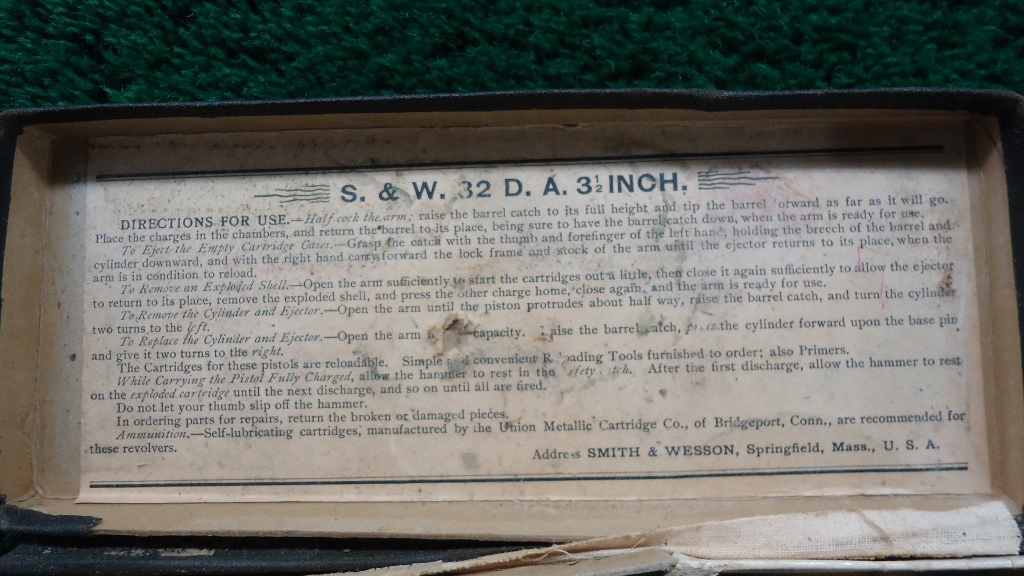 S. & W. 32 D. A. 3½ INCH.
DIRECTIONS FOR USE.—Half cock the arm; raise the barrel catch to its full height and tip the barrel orward as far as it will go.
Place the charges in the chambers, and return the barrel to its place, being sure to have the barrel catch down, when the arm is ready for use.
To Eject the Empty Cartridge Cases.—Grasp the catch with the thumb and forefinger of the left hand, holding the breech of the barrel and
cylinder downward, and with the right hand carry forward the lock frame and stock of the arm until the ejector returns to its place, when the
arm is in condition to reload.
To Remove an Exploded Shell.—Open the arm sufficiently to start the cartridges out a little, then close it again sufficiently to allow the ejector
to return to its place, remove the exploded shell, and press the other charge home, close again, and the arm is ready for use.
To Remove the Cylinder and Ejector.—Open the arm until the piston protrudes about half way, raise the barrel catch, and turn the cylinder
two turns to the left.
To Replace the Cylinder and Ejector.—Open the arm capacity. aise the barrel catch, press the cylinder forward upon the base pin
and give it two turns to the right.
The Cartridges for these pistols are reloadable. Simple and convenient R oading Tools furnished to order; also Primers.
While Carrying the Pistol Fully Charged, allow the hammer to rest in the safety catch. After the first discharge, allow the hammer to rest
on the exploded cartridge until the next discharge, and so on until all are fired.
Do not let your thumb slip off the hammer.
In ordering parts for repairs, return the broken or damaged pieces.
Ammunition.—Self-lubricating cartridges, manufactured by the Union Metallic Cartridge Co., of Bridgeport, Conn., are recommended for
these revolvers.
Address SMITH & WESSON, Springfield, Mass., U. S. A.